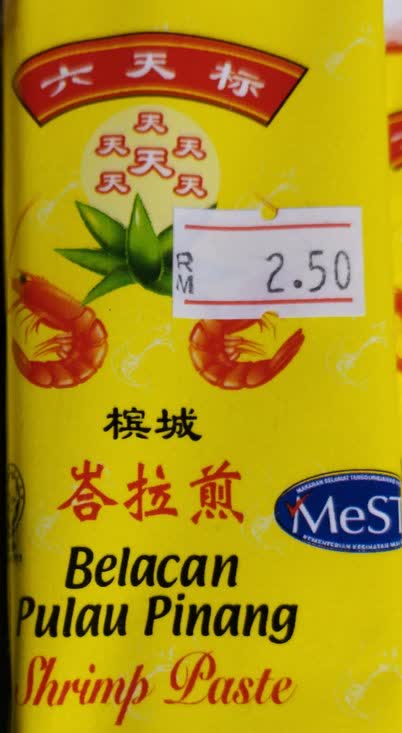 六天标
天
天 天
天
天 天
RM 2.50
槟城
峇拉煎
MeST
Belacan
Pulau Pinang
Shrimp Paste